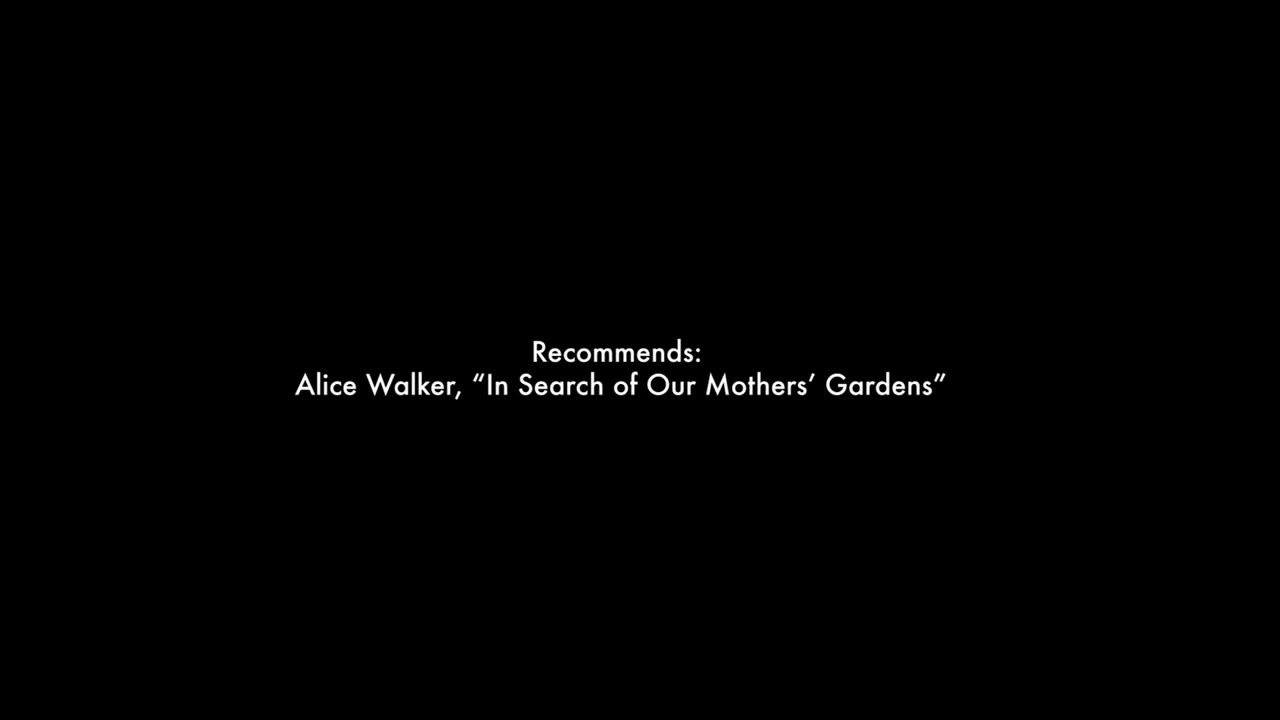 Recommends:
Alice Walker, “In Search of Our Mothers’ Gardens”